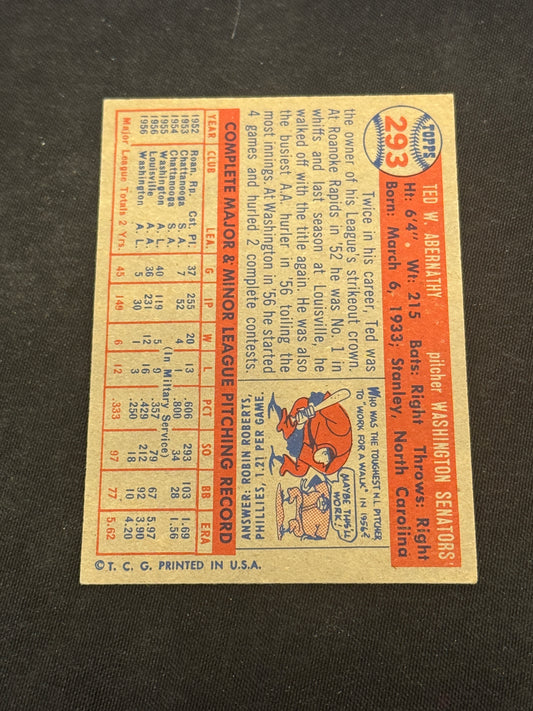 TOPPS
293
TED W. ABERNATHY pitcher WASHINGTON SENATORS
Ht: 6'4". Wt: 215 Bats: Right Throws: Right
Born: March 6, 1933; Stanley, North Carolina
Twice in his career, Ted was
the owner of his League's strikeout crown.
At Roanoke Rapids in '52 he was No. 1 in
whiffs and last season at Louisville, he
walked off with the title again. He was also
the busiest A.A. hurler in '56 toiling the
most innings. At Washington in '56 he started
4 games and hurled 2 complete contests.
WHO WAS THE TOUGHEST N.L. PITCHER
TO "WORK FOR A WALK" IN 1956?
MAYBE THIS'LL
WORK!
ANSWER: ROBIN ROBERTS,
PHILLIES, 1.21 PER GAME.
COMPLETE MAJOR & MINOR LEAGUE PITCHING RECORD
YEAR CLUB LEA. G IP W L PCT SO BB ERA
1952 Roan. Rp. Cst. Pl. 37 255 20 13 .606 293 103 1.69
1953 Chattanooga S. A. 7 52 4 1 .800 34 28 1.56
1954 Chattanooga S. A. (In Military Service)
1955 Washington A. L. 40 119 5 9 .357 79 67 5.97
1956 Louisville A. A. 36 231 12 16 .429 212 128 3.90
1956 Washington A. L. 5 30 1 3 .250 18 10 4.20
Major League Totals 2 Yrs. 45 149 6 12 .333 97 77 5.62
© T. C. G. PRINTED IN U.S.A.